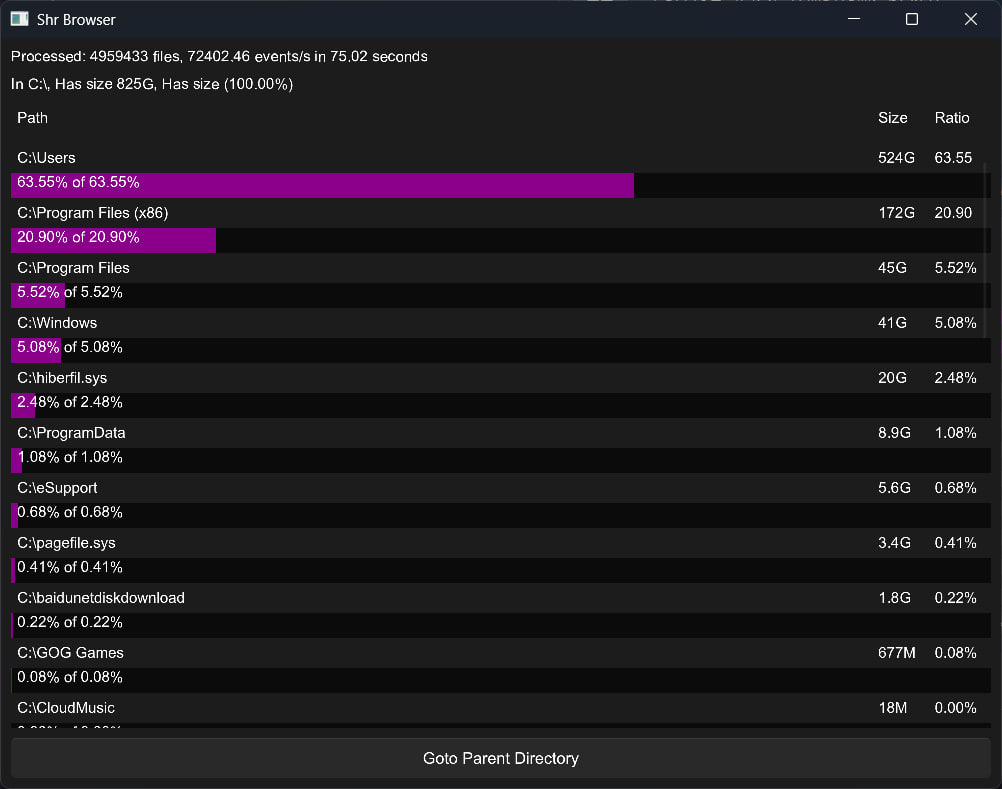 Shr Browser
Processed: 4959433 files, 72402.46 events/s in 75.02 seconds
In C:\, Has size 825G, Has size (100.00%)
Path Size Ratio
C:\Users 524G 63.55
63.55% of 63.55%
C:\Program Files (x86) 172G 20.90
20.90% of 20.90%
C:\Program Files 45G 5.52%
5.52% of 5.52%
C:\Windows 41G 5.08%
5.08% of 5.08%
C:\hiberfil.sys 20G 2.48%
2.48% of 2.48%
C:\ProgramData 8.9G 1.08%
1.08% of 1.08%
C:\eSupport 5.6G 0.68%
0.68% of 0.68%
C:\pagefile.sys 3.4G 0.41%
0.41% of 0.41%
C:\baidunetdiskdownload 1.8G 0.22%
0.22% of 0.22%
C:\GOG Games 677M 0.08%
0.08% of 0.08%
C:\CloudMusic 18M 0.00%
Goto Parent Directory